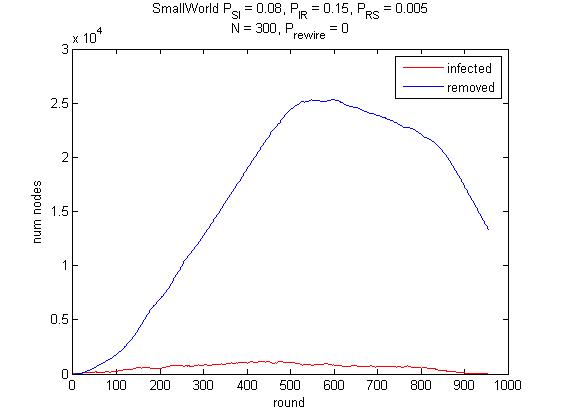 SmallWorld P_SI = 0.08, P_IR = 0.15, P_RS = 0.005
N = 300, P_rewire = 0
x 10^4
3
2.5
2
1.5
1
0.5
0
num nodes
infected
removed
0 100 200 300 400 500 600 700 800 900 1000
round